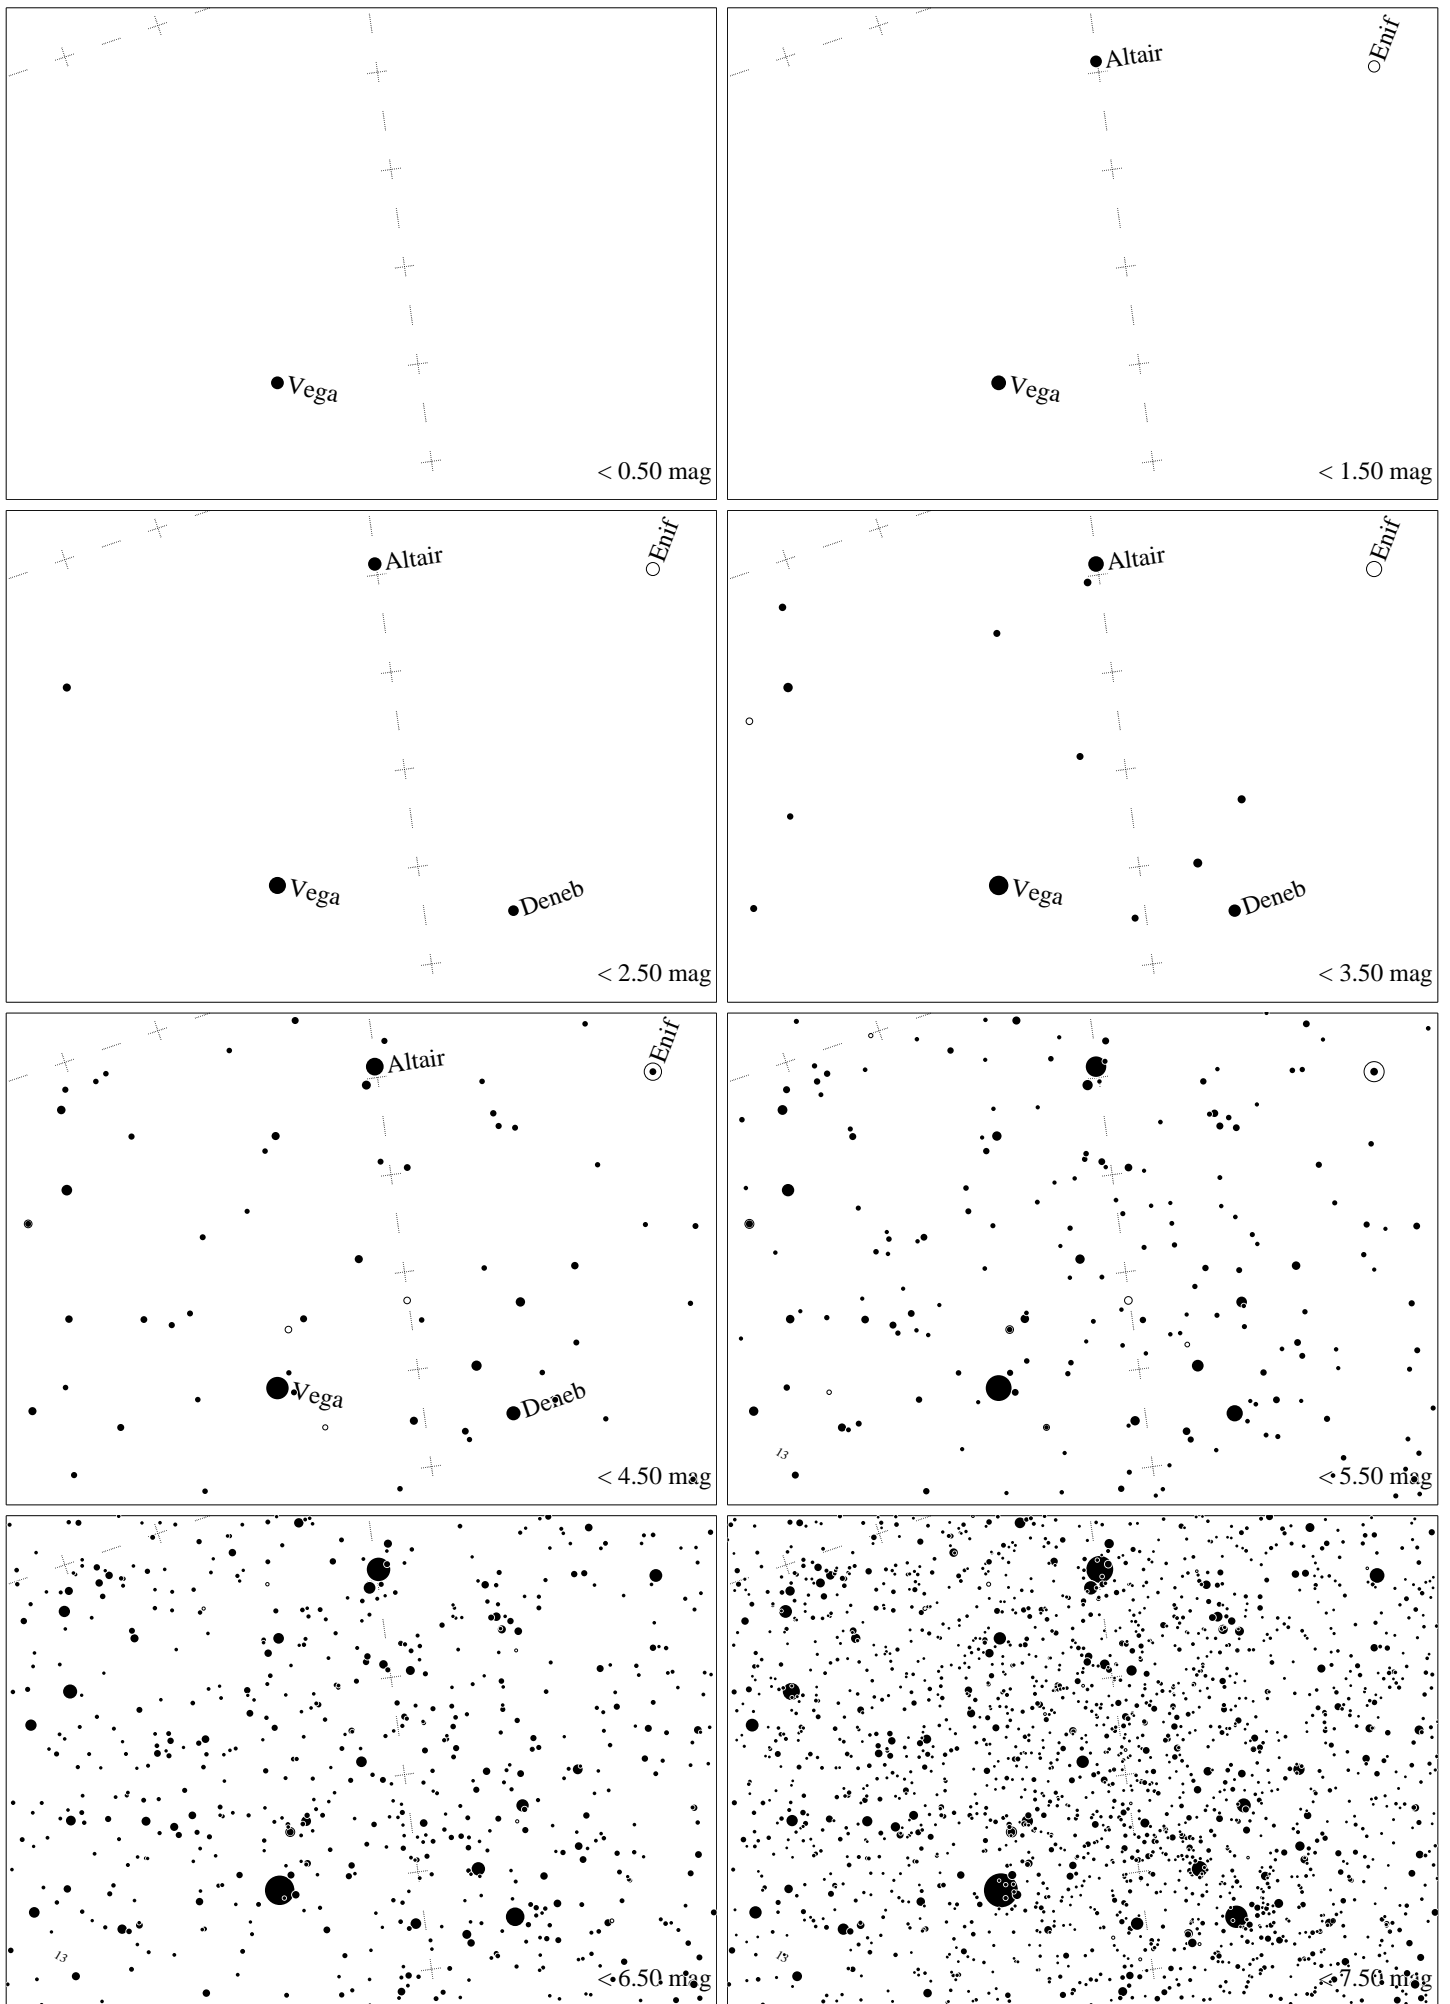 Vega
< 0.50 mag
Altair
Enif
Vega
< 1.50 mag
Altair
Enif
Vega
Deneb
< 2.50 mag
Altair
Enif
Vega
Deneb
< 3.50 mag
Altair
Enif
Vega
Deneb
< 4.50 mag
13
< 5.50 mag
13
< 6.50 mag
13
< 7.50 mag